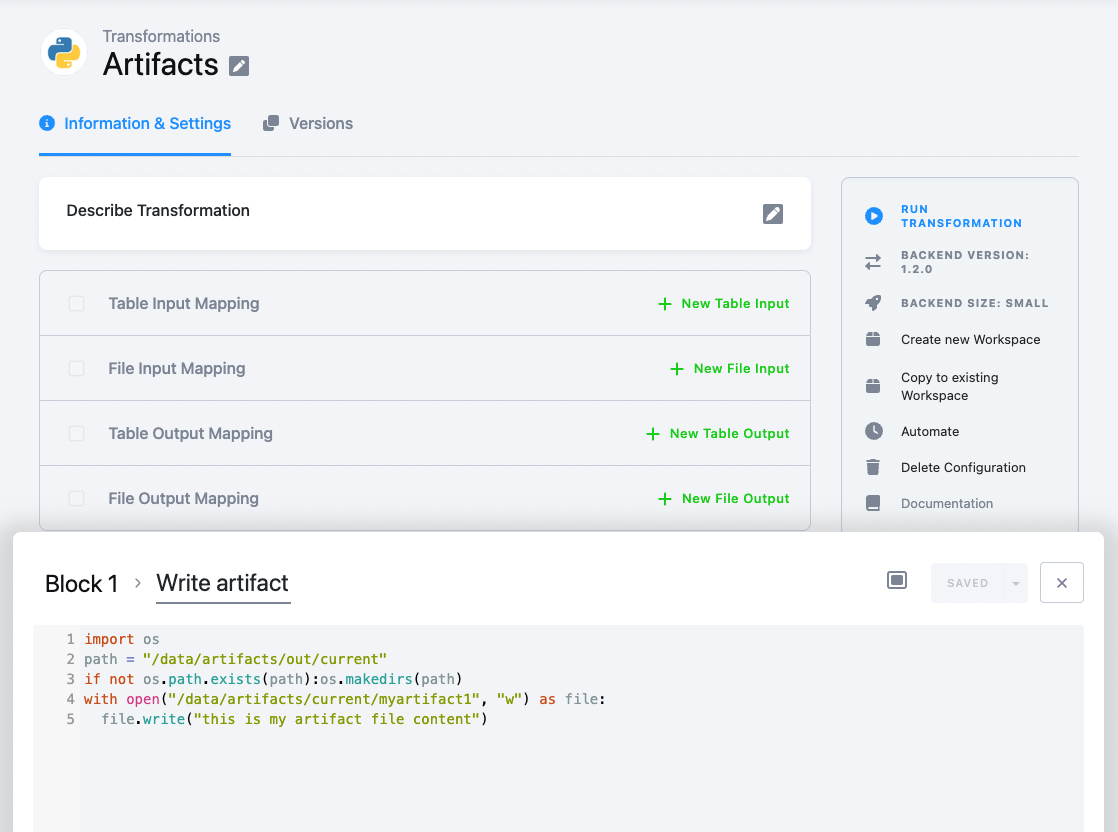 Transformations
Artifacts
Information & Settings
Versions
Describe Transformation
Table Input Mapping
New Table Input
File Input Mapping
New File Input
Table Output Mapping
New Table Output
File Output Mapping
New File Output
RUN
TRANSFORMATION
BACKEND VERSION:
1.2.0
BACKEND SIZE: SMALL
Create new Workspace
Copy to existing
Workspace
Automate
Delete Configuration
Documentation
Block 1 > Write artifact
SAVED
1 import os
2 path = "/data/artifacts/out/current"
3 if not os.path.exists(path):os.makedirs(path)
4 with open("/data/artifacts/current/myartifact1", "w") as file:
5   file.write("this is my artifact file content")